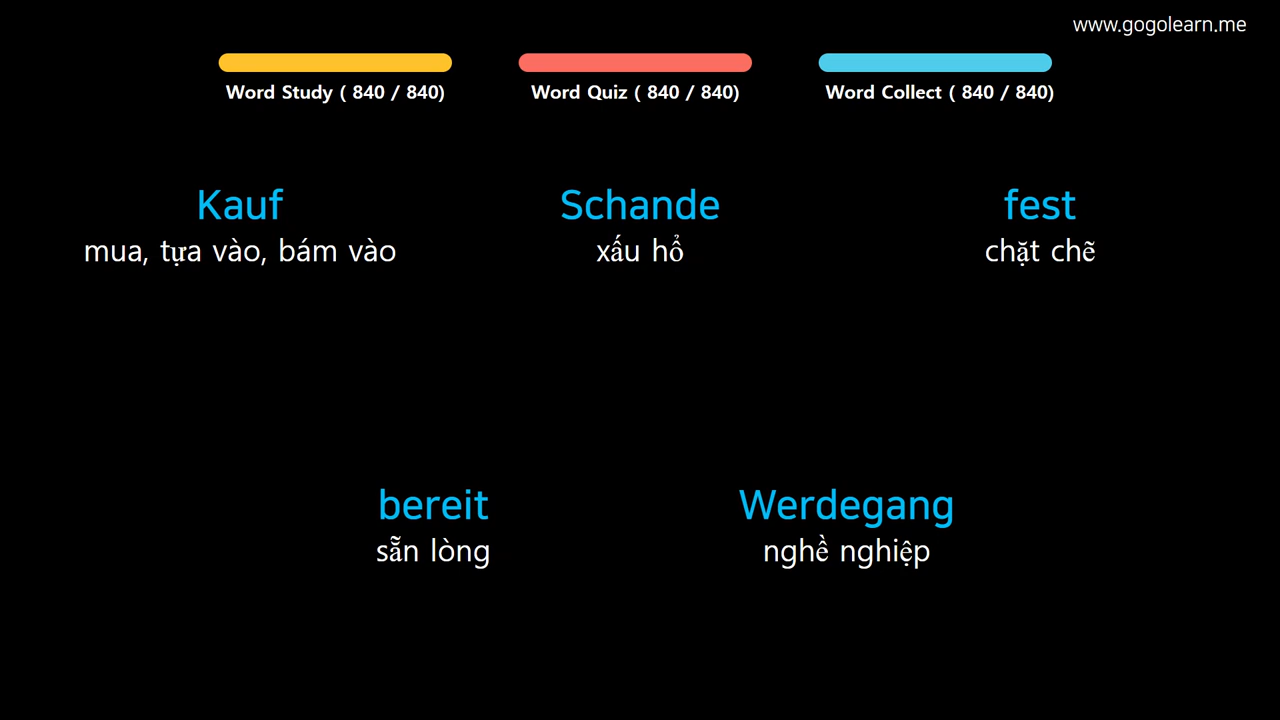 www.gogolearn.me
Word Study ( 840 / 840)
Word Quiz ( 840 / 840)
Word Collect ( 840 / 840)
Kauf
mua, tựa vào, bám vào
Schande
xấu hổ
fest
chặt chẽ
bereit
sẵn lòng
Werdegang
nghề nghiệp